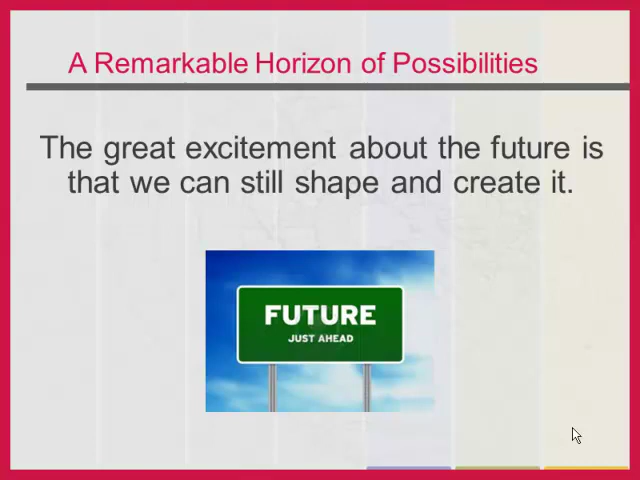 A Remarkable Horizon of Possibilities
The great excitement about the future is
that we can still shape and create it.
FUTURE
JUST AHEAD